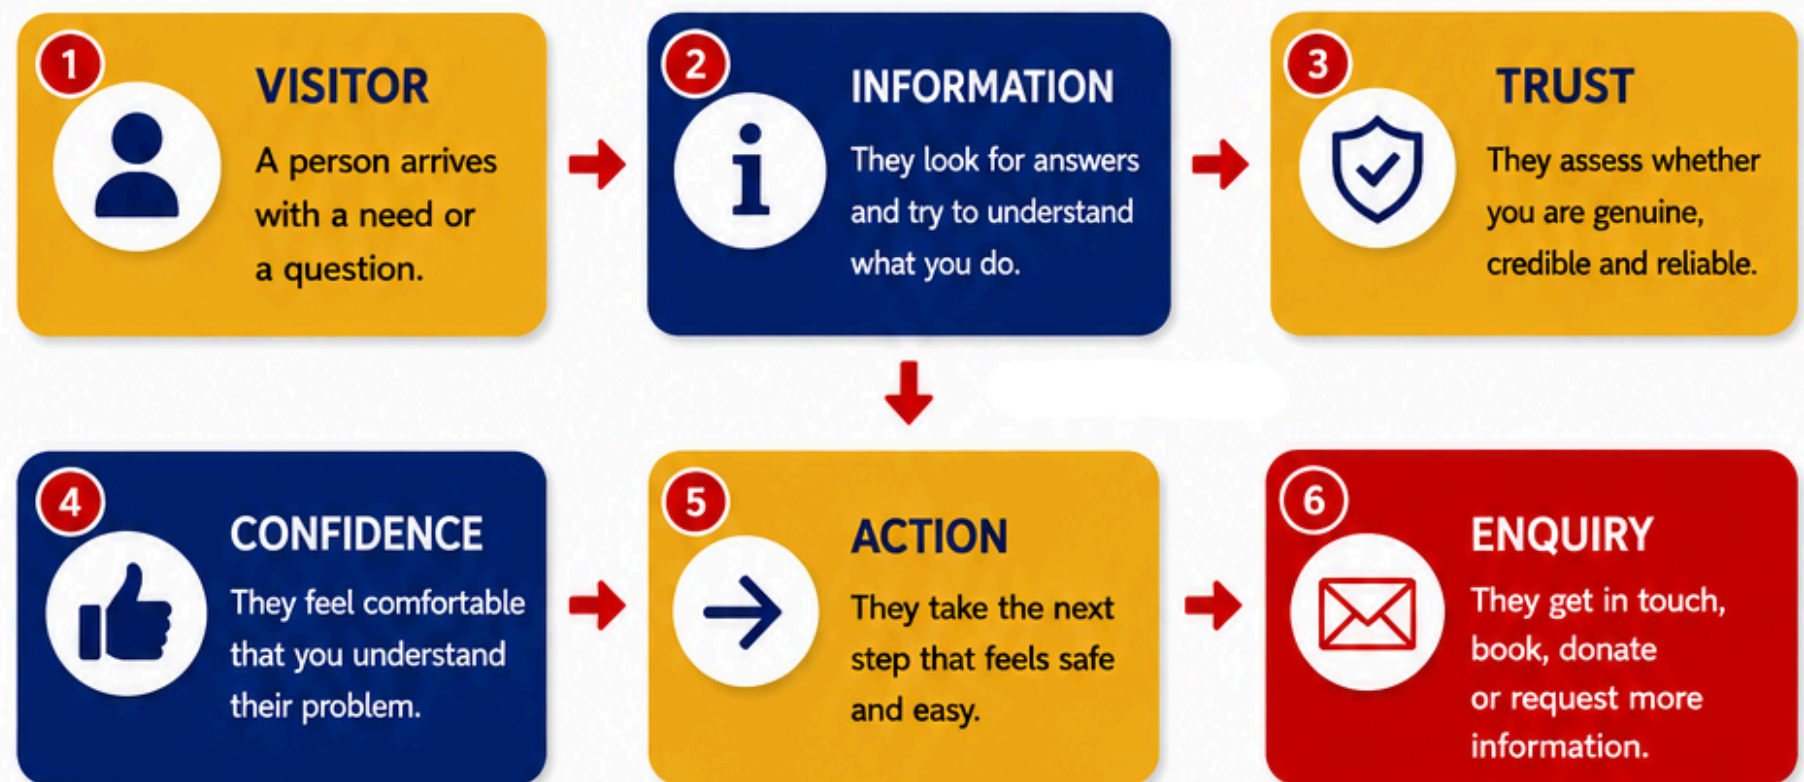 1
VISITOR
A person arrives
with a need or
a question.
2
INFORMATION
They look for answers
and try to understand
what you do.
3
TRUST
They assess whether
you are genuine,
credible and reliable.
4
CONFIDENCE
They feel comfortable
that you understand
their problem.
5
ACTION
They take the next
step that feels safe
and easy.
6
ENQUIRY
They get in touch,
book, donate
or request more
information.